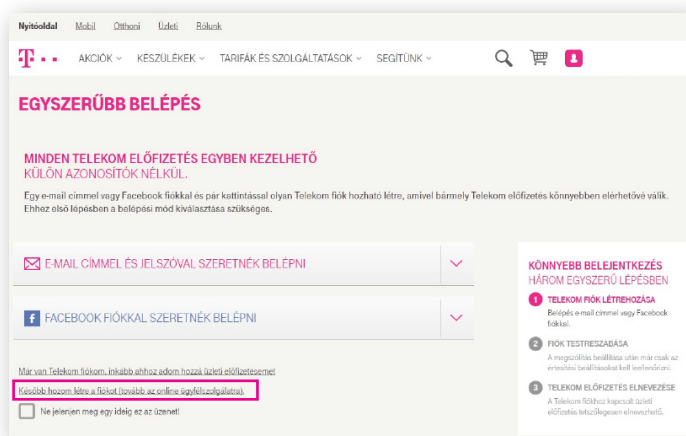 Nyitóoldal Mobil Otthoni Üzleti Rólunk
T AKCIÓK KÉSZÜLÉKEK TARIFÁK ÉS SZOLGÁLTATÁSOK SEGÍTÜNK
EGYSZERŰBB BELÉPÉS
MINDEN TELEKOM ELŐFIZETÉS EGYBEN KEZELHETŐ
KÜLÖN AZONOSÍTÓK NÉLKÜL.
Egy e-mail címmel vagy Facebook fiókkal és pár kattintással olyan Telekom fiók hozható létre, amivel bármely Telekom előfizetés könnyebben elérhetővé válik.
Ehhez első lépésben a belépési mód kiválasztása szükséges.
E-MAIL CÍMMEL ÉS JELSZÓVAL SZERETNÉK BELÉPNI
f FACEBOOK FIÓKKAL SZERETNÉK BELÉPNI
Már van Telekom fiókom, inkább ahhoz adom hozzá üzleti előfizetésemet
Később hozom létre a fiókot (tovább az online ügyfélszolgálatra).
Ne jelenjen meg egy ideig ez az üzenet!
KÖNNYEBB BELEJENTKEZÉS
HÁROM EGYSZERŰ LÉPÉSBEN
1 TELEKOM FIÓK LÉTREHOZÁSA
Belépés e-mail címmel vagy Facebook
fiókkal.
2 FIÓK TESTRESZABÁSA
A megszólítás beállítása után már csak az
értesítési beállításokat kell leellenőrizni.
3 TELEKOM ELŐFIZETÉS ELNEVEZÉSE
A Telekom fiókhoz kapcsolt üzleti
előfizetés tetszőlegesen elnevezhető.